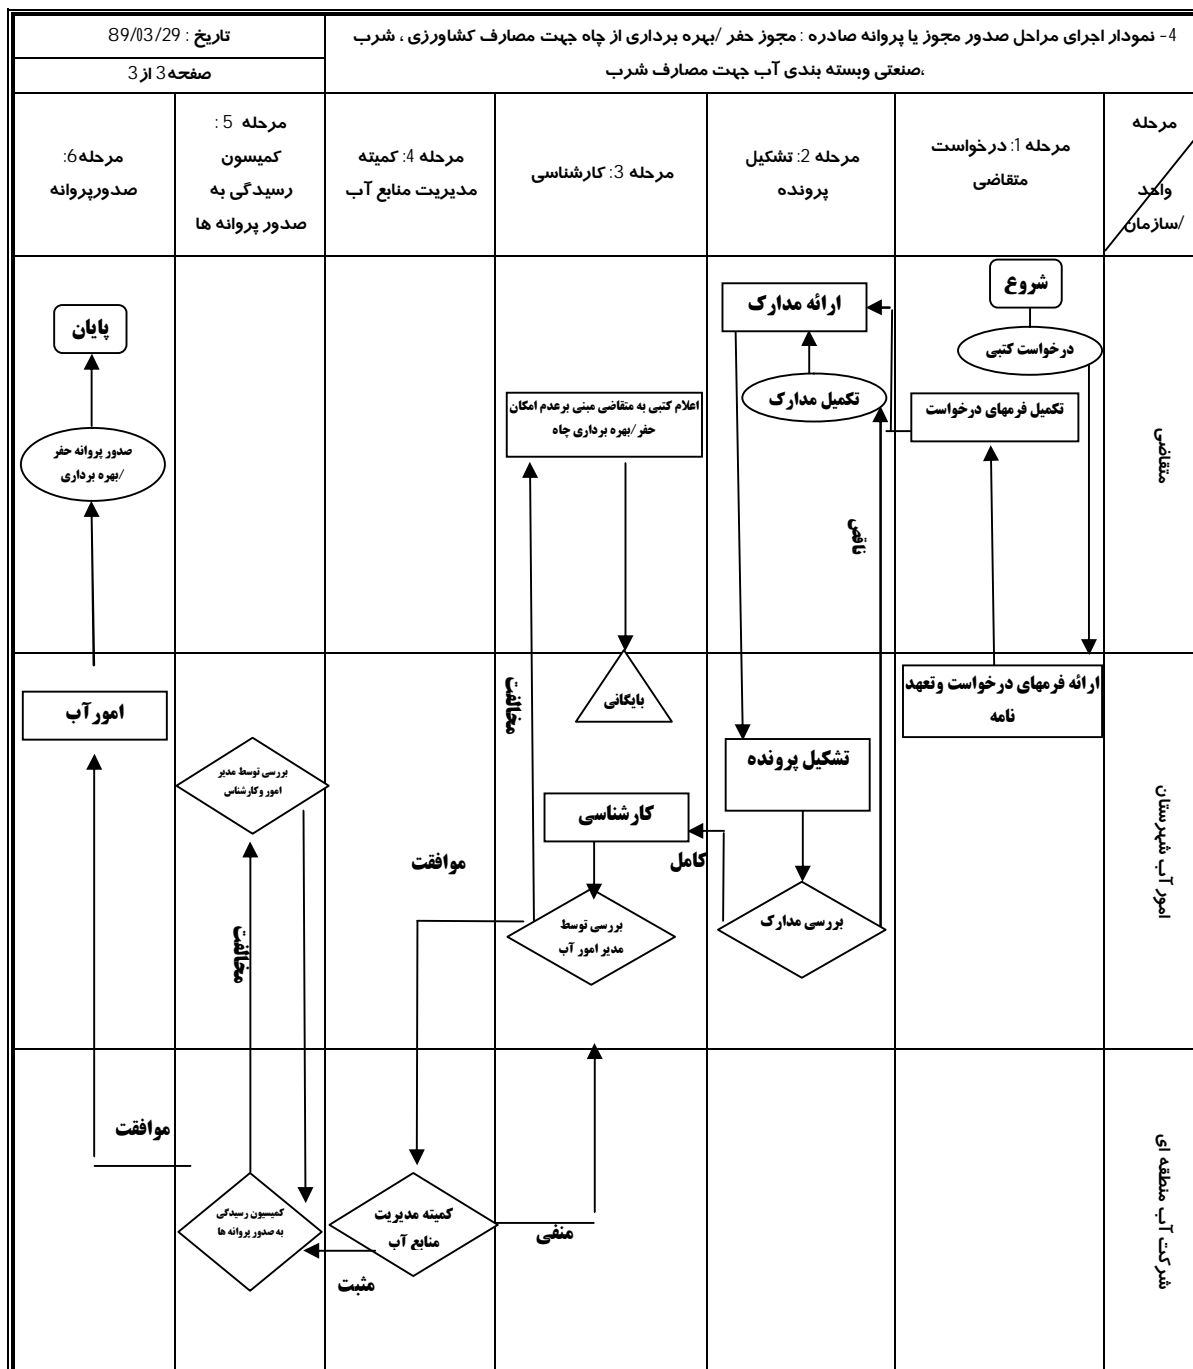 4- نمودار اجرای مراحل صدور مجوز یا پروانه صادره : مجوز حفر /بهره برداری از چاه جهت مصارف کشاورزی ، شرب
،صنعتی وبسته بندی آب جهت مصارف شرب
تاریخ : 89/03/29
صفحه3 از 3
مرحله
واحد
/سازمان
مرحله 1: درخواست
متقاضی
مرحله 2: تشکیل
پرونده
مرحله 3: کارشناسی
مرحله 4: کمیته
مدیریت منابع آب
مرحله 5 :
کمیسون
رسیدگی به
صدور پروانه ها
مرحله6:
صدورپروانه
متقاضی
شروع
درخواست کتبی
تکمیل فرمهای درخواست
ارائه مدارک
تکمیل مدارک
ناقص
اعلام کتبی به متقاضی مبنی برعدم امکان
حفر /بهره برداری چاه
پایان
صدور پروانه حفر
/بهره برداری
امور آب شهرستان
ارائه فرمهای درخواست وتعهد
نامه
تشکیل پرونده
بررسی مدارک
کامل
بایگانی
مخالفت
کارشناسی
بررسی توسط
مدیر امور آب
موافقت
بررسی توسط مدیر
امور وکارشناس
مخالفت
امورآب
شرکت آب منطقه ای
منفی
کمیته مدیریت
منابع آب
مثبت
کمیسیون رسیدگی
به صدور پروانه ها
موافقت